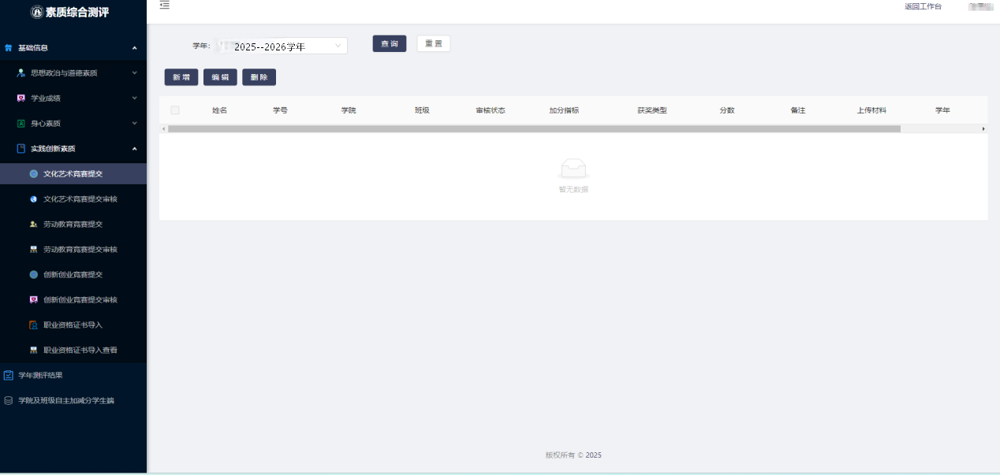 素质综合测评
返回工作台
基础信息
思想政治与道德素质
学业成绩
身心素质
实践创新素质
文化艺术竞赛提交
文化艺术竞赛提交审核
劳动教育竞赛提交
劳动教育竞赛提交审核
创新创业竞赛提交
创新创业竞赛提交审核
职业资格证书导入
职业资格证书导入查看
学年测评结果
学院及班级自主加减分学生端
学年: 2025--2026学年 查 询 重 置
新 增 编 辑 删 除
姓名 学号 学院 班级 审核状态 加分指标 获奖类型 分数 备注 上传材料 学年
暂无数据
版权所有 © 2025